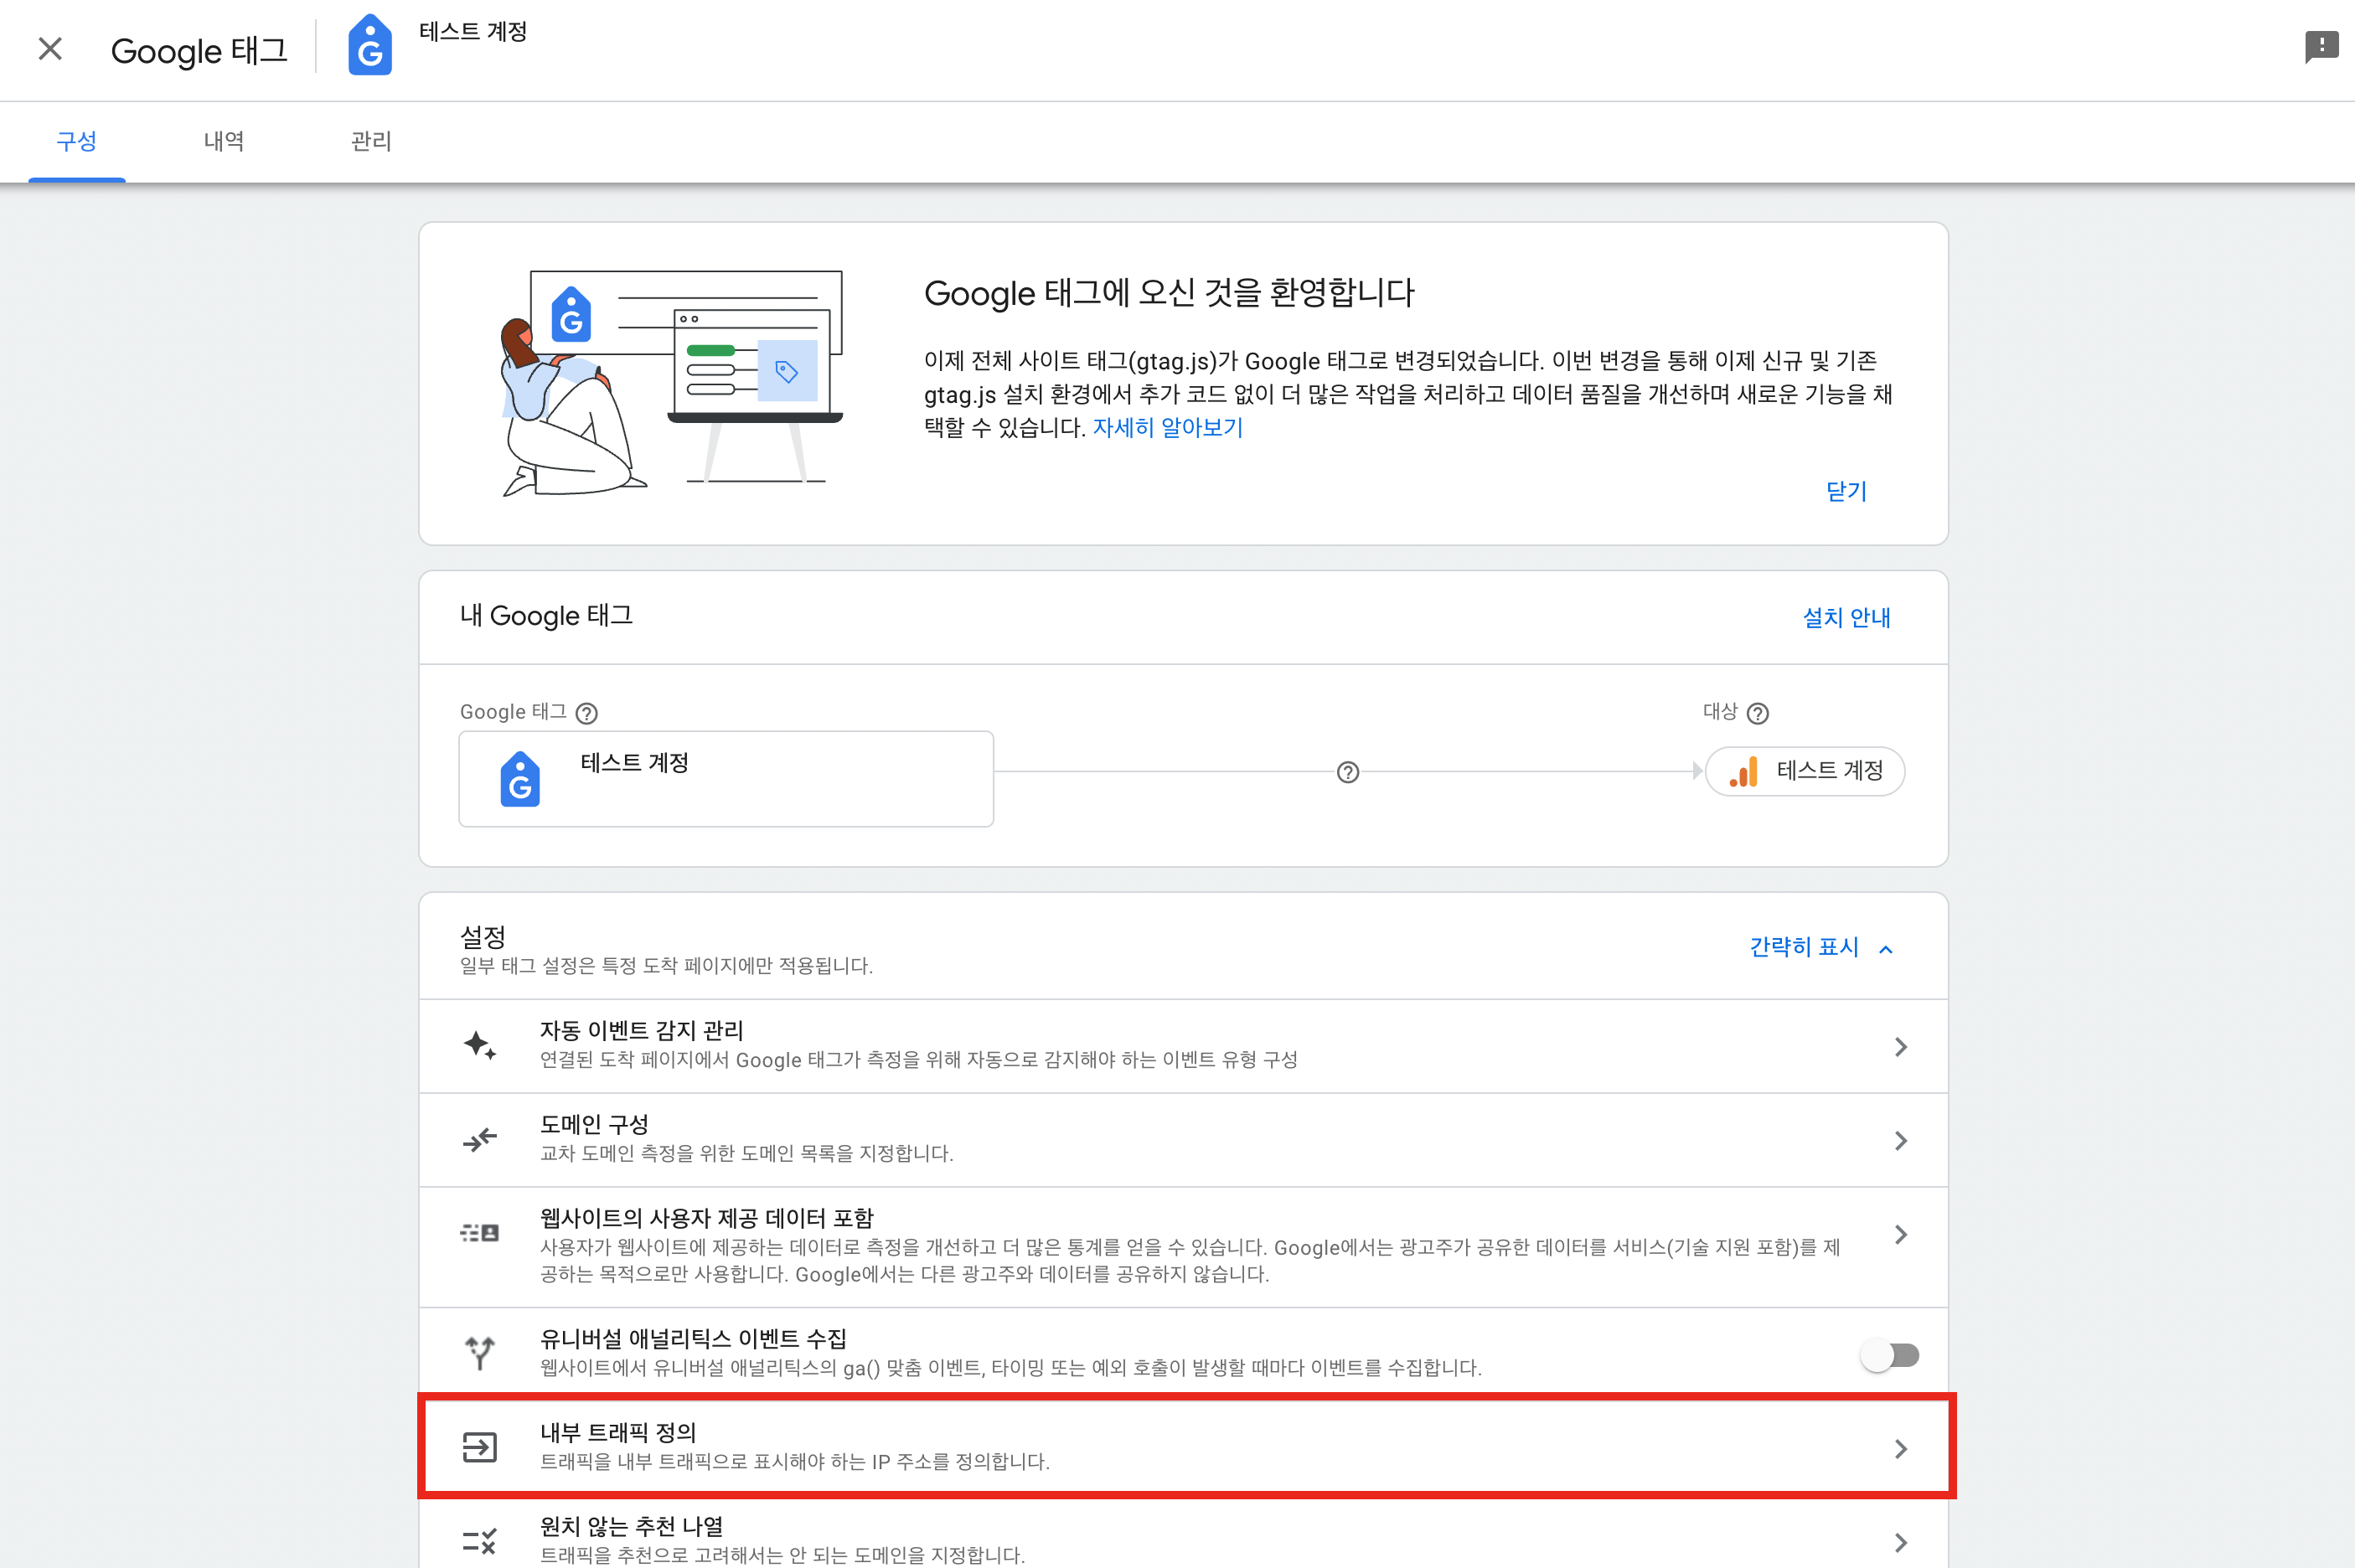 Google 태그
테스트 계정
구성
내역
관리
Google 태그에 오신 것을 환영합니다
이제 전체 사이트 태그(gtag.js)가 Google 태그로 변경되었습니다. 이번 변경을 통해 이제 신규 및 기존
gtag.js 설치 환경에서 추가 코드 없이 더 많은 작업을 처리하고 데이터 품질을 개선하며 새로운 기능을 채
택할 수 있습니다. 자세히 알아보기
닫기
내 Google 태그
설치 안내
Google 태그
대상
테스트 계정
테스트 계정
설정
일부 태그 설정은 특정 도착 페이지에만 적용됩니다.
간략히 표시
자동 이벤트 감지 관리
연결된 도착 페이지에서 Google 태그가 측정을 위해 자동으로 감지해야 하는 이벤트 유형 구성
도메인 구성
교차 도메인 측정을 위한 도메인 목록을 지정합니다.
웹사이트의 사용자 제공 데이터 포함
사용자가 웹사이트에 제공하는 데이터로 측정을 개선하고 더 많은 통계를 얻을 수 있습니다. Google에서는 광고주가 공유한 데이터를 서비스(기술 지원 포함)를 제
공하는 목적으로만 사용합니다. Google에서는 다른 광고주와 데이터를 공유하지 않습니다.
유니버설 애널리틱스 이벤트 수집
웹사이트에서 유니버설 애널리틱스의 ga() 맞춤 이벤트, 타이밍 또는 예외 호출이 발생할 때마다 이벤트를 수집합니다.
내부 트래픽 정의
트래픽을 내부 트래픽으로 표시해야 하는 IP 주소를 정의합니다.
원치 않는 추천 나열
트래픽을 추천으로 고려해서는 안 되는 도메인을 지정합니다.